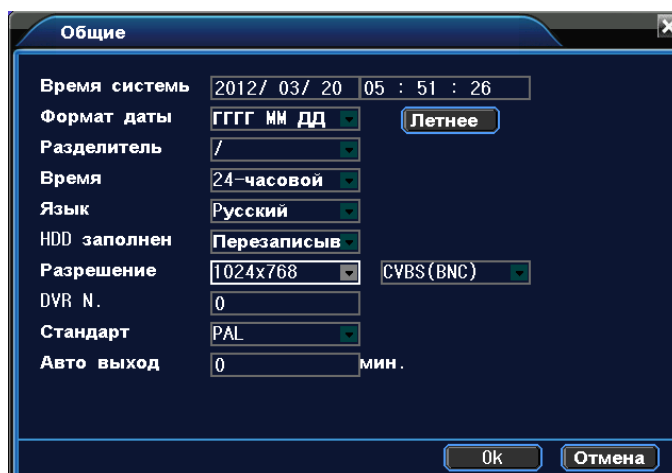 Общие
Время системь 2012/ 03/ 20 05 : 51 : 26
Формат даты ГГГГ ММ ДД Летнее
Разделитель /
Время 24-часовой
Язык Русский
HDD заполнен Перезаписыв
Разрешение 1024x768 CVBS(BNC)
DVR N. 0
Стандарт PAL
Авто выход 0 мин.
Ok Отмена